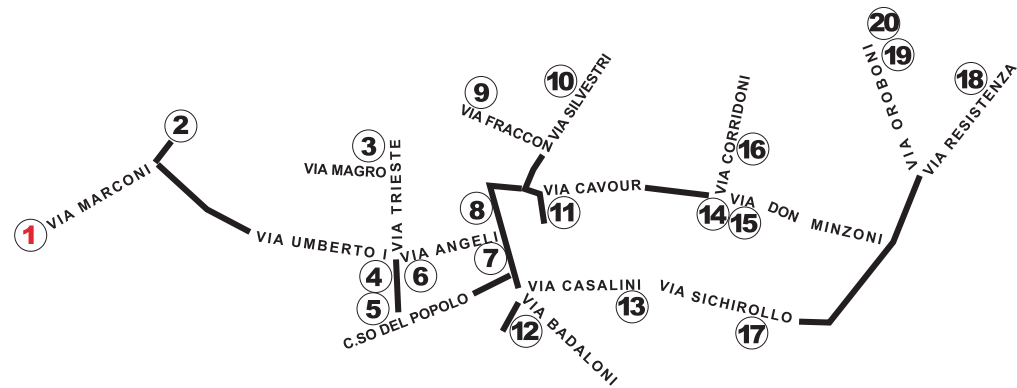 20
19
18
VIA OROBONI
VIA RESISTENZA
10
9
VIA SILVESTRI
VIA FRACCON
2
3
16
VIA CORRIDONI
VIA MAGRO
VIA TRIESTE
VIA MARCONI
1
8
11
VIA CAVOUR
14
15
VIA DON MINZONI
VIA UMBERTO I
VIA ANGELI
7
4
6
5
C.SO DEL POPOLO
VIA CASALINI
13
VIA SICHIROLLO
17
12
VIA BADALONI